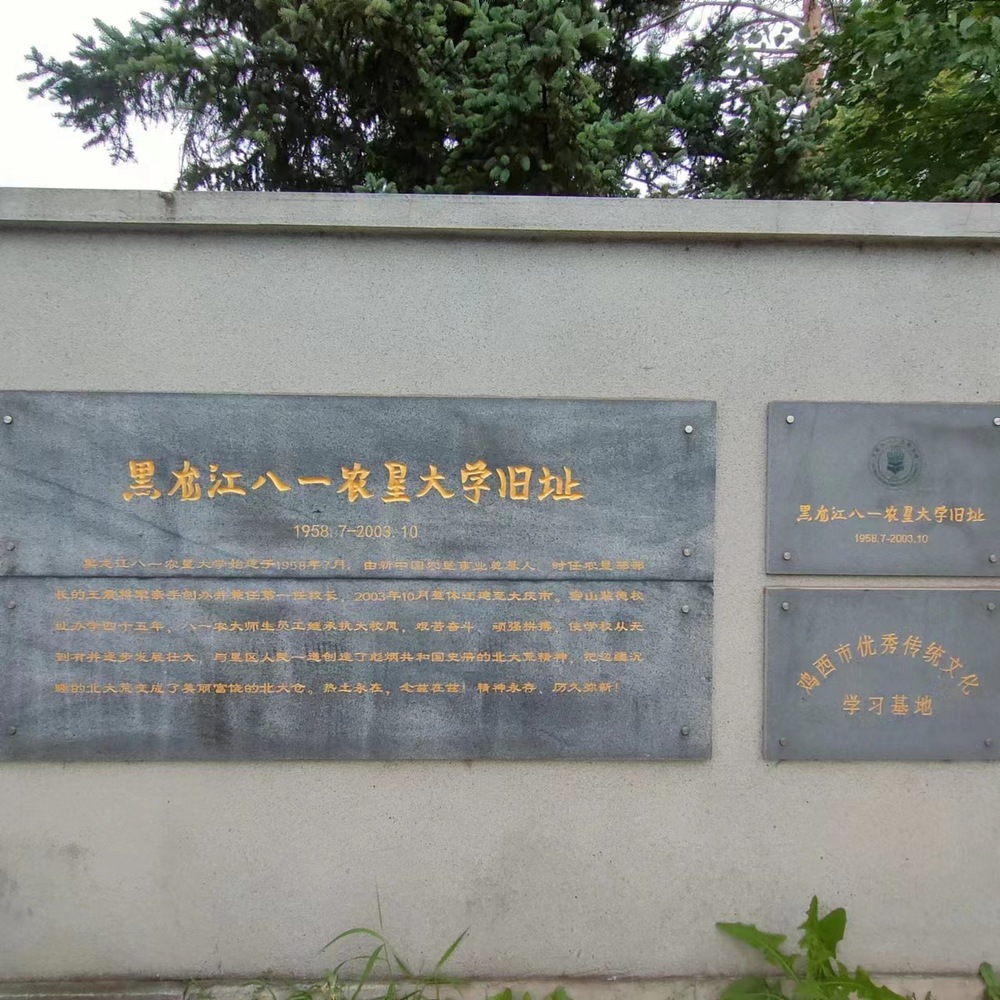 黑龙江八一农垦大学旧址
1958.7-2003.10
黑龙江八一农垦大学始建于1958年7月，由新中国农垦事业奠基人、时任农垦部部
长的王震将军亲手创办并兼任第一任校长，2003年10月整体迁建至大庆市。密山裴德校
址办学四十五年，八一农大师生员工继承抗大校风，艰苦奋斗、顽强拼搏，使学校从无
到有并逐步发展壮大，与垦区人民一道创造了彪炳共和国史册的北大荒精神，把边疆沉
睡的北大荒变成了美丽富饶的北大仓。热土永在，念兹在兹！精神永存、历久弥新！
黑龙江八一农垦大学旧址
1958.7-2003.10
鸡西市优秀传统文化
学习基地